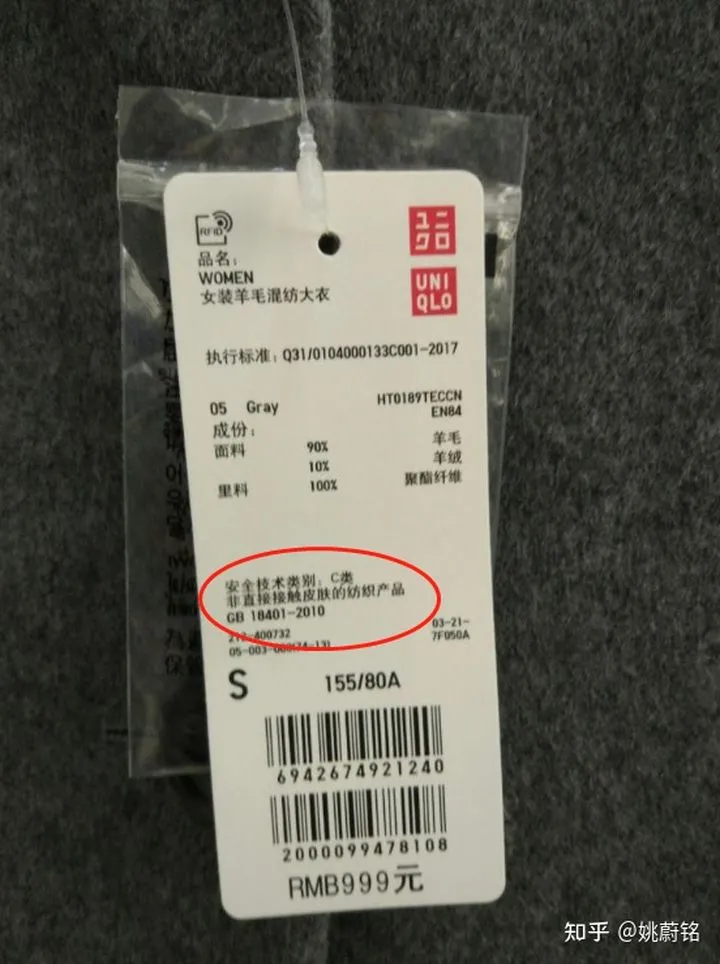 RFID
ユニ
クロ
品名：
WOMEN
女装羊毛混纺大衣
UNI
QLO
执行标准：Q31/0104000133C001-2017
05 Gray
HT0189TECCN
EN84
成份：
面料 90% 羊毛
10% 羊绒
里料 100% 聚酯纤维
安全技术类别：C类
非直接接触皮肤的纺织产品
GB 18401-2010
03-21-
7F050A
S 155/80A
6942674921240
2000099478108
RMB999元
知乎 @姚蔚铭